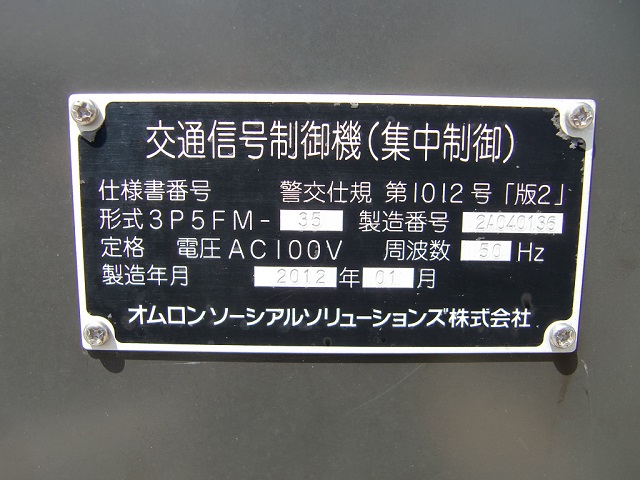 交通信号制御機(集中制御)
仕様書番号 警交仕規 第1012号「版2」
形式3P5FM-35 製造番号 2A040136
定格 電圧AC100V 周波数 50 Hz
製造年月 2012年01月
オムロン ソーシアルソリューションズ株式会社